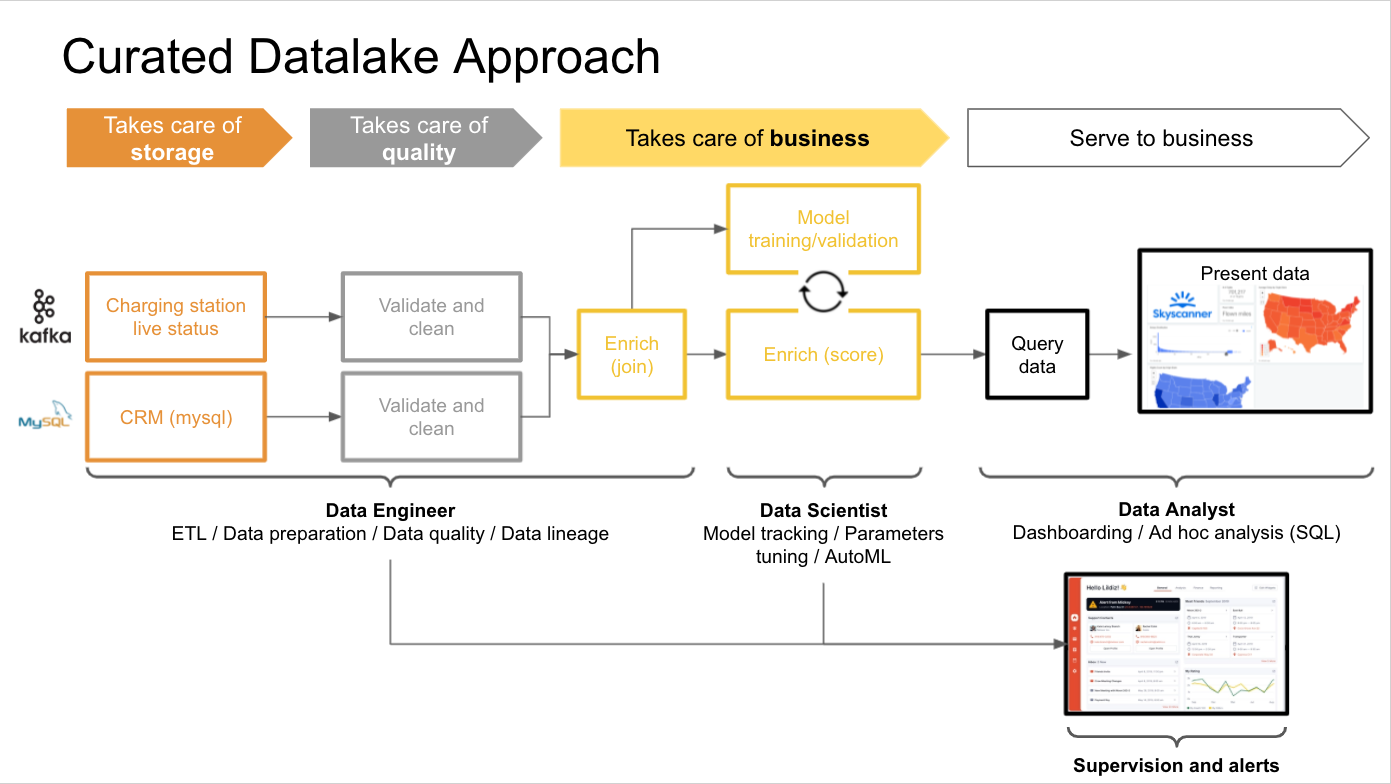 Curated Datalake Approach
Takes care of
storage
Takes care of
quality
Takes care of business
Serve to business
Model
training/validation
kafka
Charging station
live status
Validate and
clean
Enrich
(join)
Enrich (score)
Query
data
Present data
Skyscanner
MySQL
CRM (mysql)
Validate and
clean
Data Engineer
ETL / Data preparation / Data quality / Data lineage
Data Scientist
Model tracking / Parameters
tuning / AutoML
Data Analyst
Dashboarding / Ad hoc analysis (SQL)
Supervision and alerts